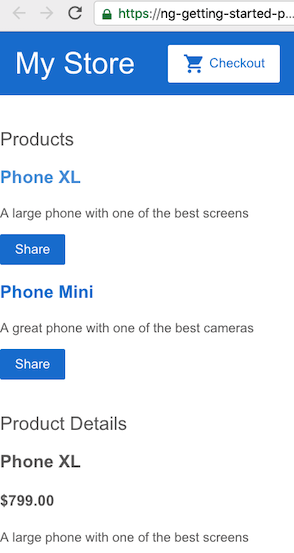 https://ng-getting-started-p...
My Store
Checkout
Products
Phone XL
A large phone with one of the best screens
Share
Phone Mini
A great phone with one of the best cameras
Share
Product Details
Phone XL
$799.00
A large phone with one of the best screens